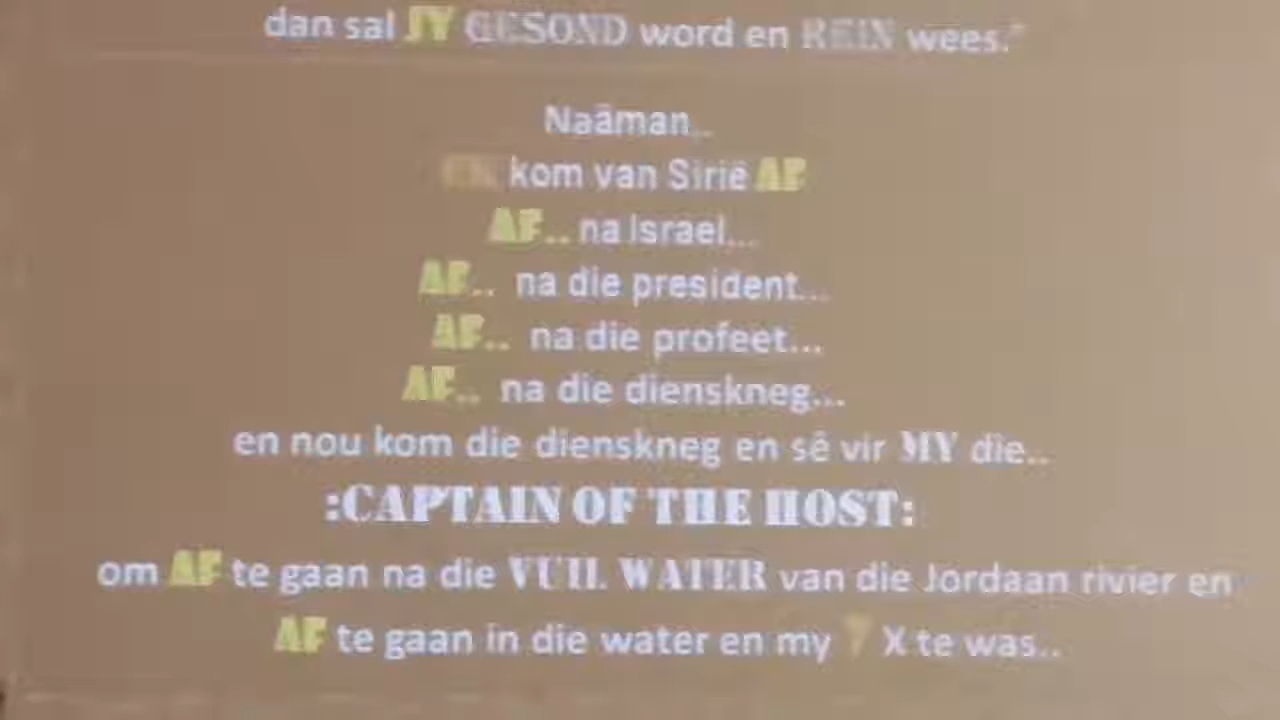 dan sal JY GESOND word en REIN wees."
Naäman..
EK kom van Sirië AF
AF.. na Israel...
AF.. na die president...
AF.. na die profeet...
AF.. na die dienskneg...
en nou kom die dienskneg en sê vir MY die..
:CAPTAIN OF THE HOST:
om AF te gaan na die VUIL WATER van die Jordaan rivier en
AF te gaan in die water en my 7 X te was..